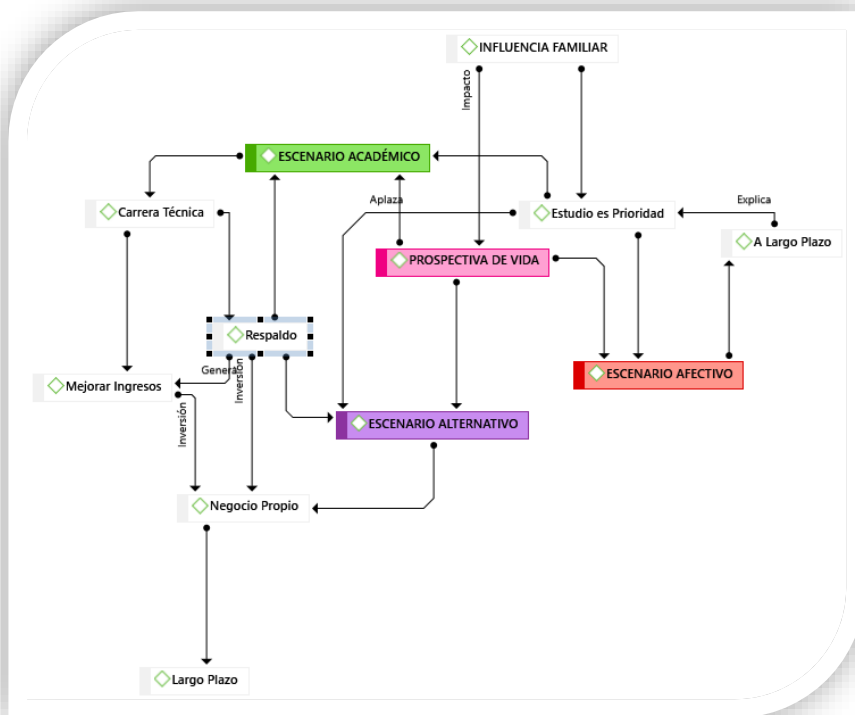 INFLUENCIA FAMILIAR
Impacto
ESCENARIO ACADÉMICO
Aplaza
Explica
Carrera Técnica
Estudio es Prioridad
A Largo Plazo
PROSPECTIVA DE VIDA
Respaldo
Genera
Inversión
Mejorar Ingresos
ESCENARIO AFECTIVO
Inversión
ESCENARIO ALTERNATIVO
Negocio Propio
Largo Plazo